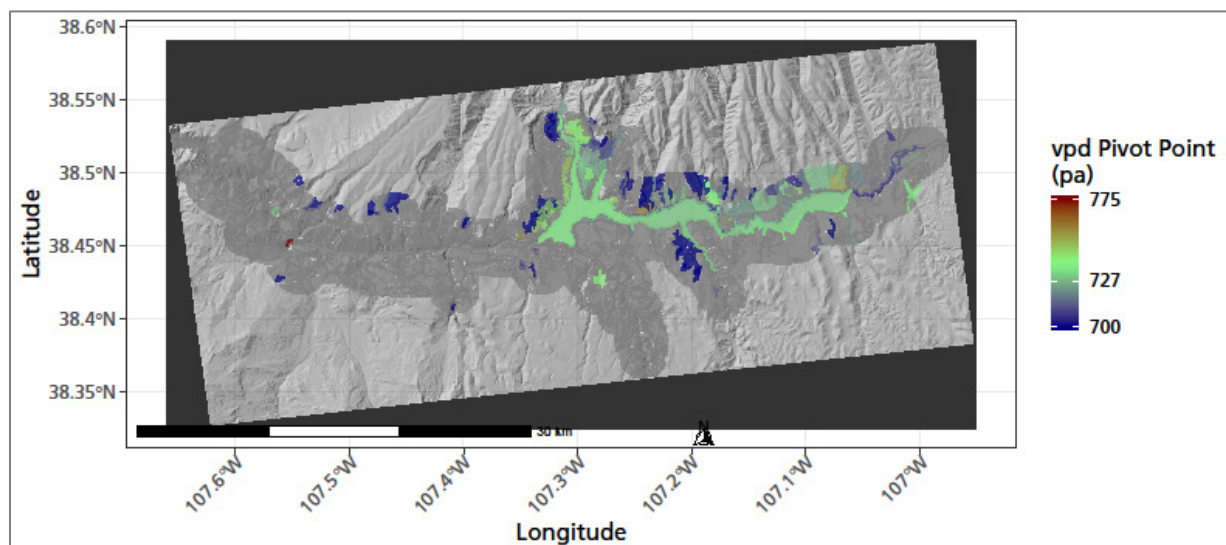 38.6°N
38.55°N
38.5°N
38.45°N
38.4°N
38.35°N
Latitude
30 km
N
107.6°W
107.5°W
107.4°W
107.3°W
107.2°W
107.1°W
107°W
Longitude
vpd Pivot Point
(pa)
775
727
700